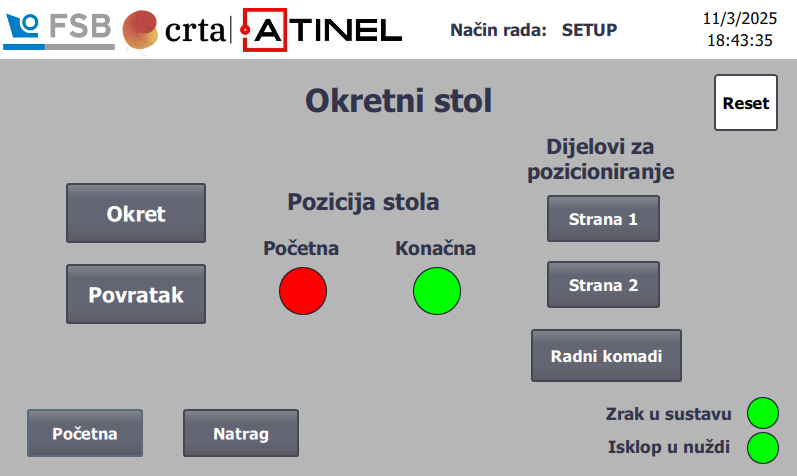 FSB crta ATINEL Način rada: SETUP 11/3/2025
18:43:35
Okretni stol
Reset
Dijelovi za
pozicioniranje
Okret
Pozicija stola
Strana 1
Početna Konačna
Povratak
Strana 2
Radni komadi
Zrak u sustavu
Početna Natrag
Isklop u nuždi